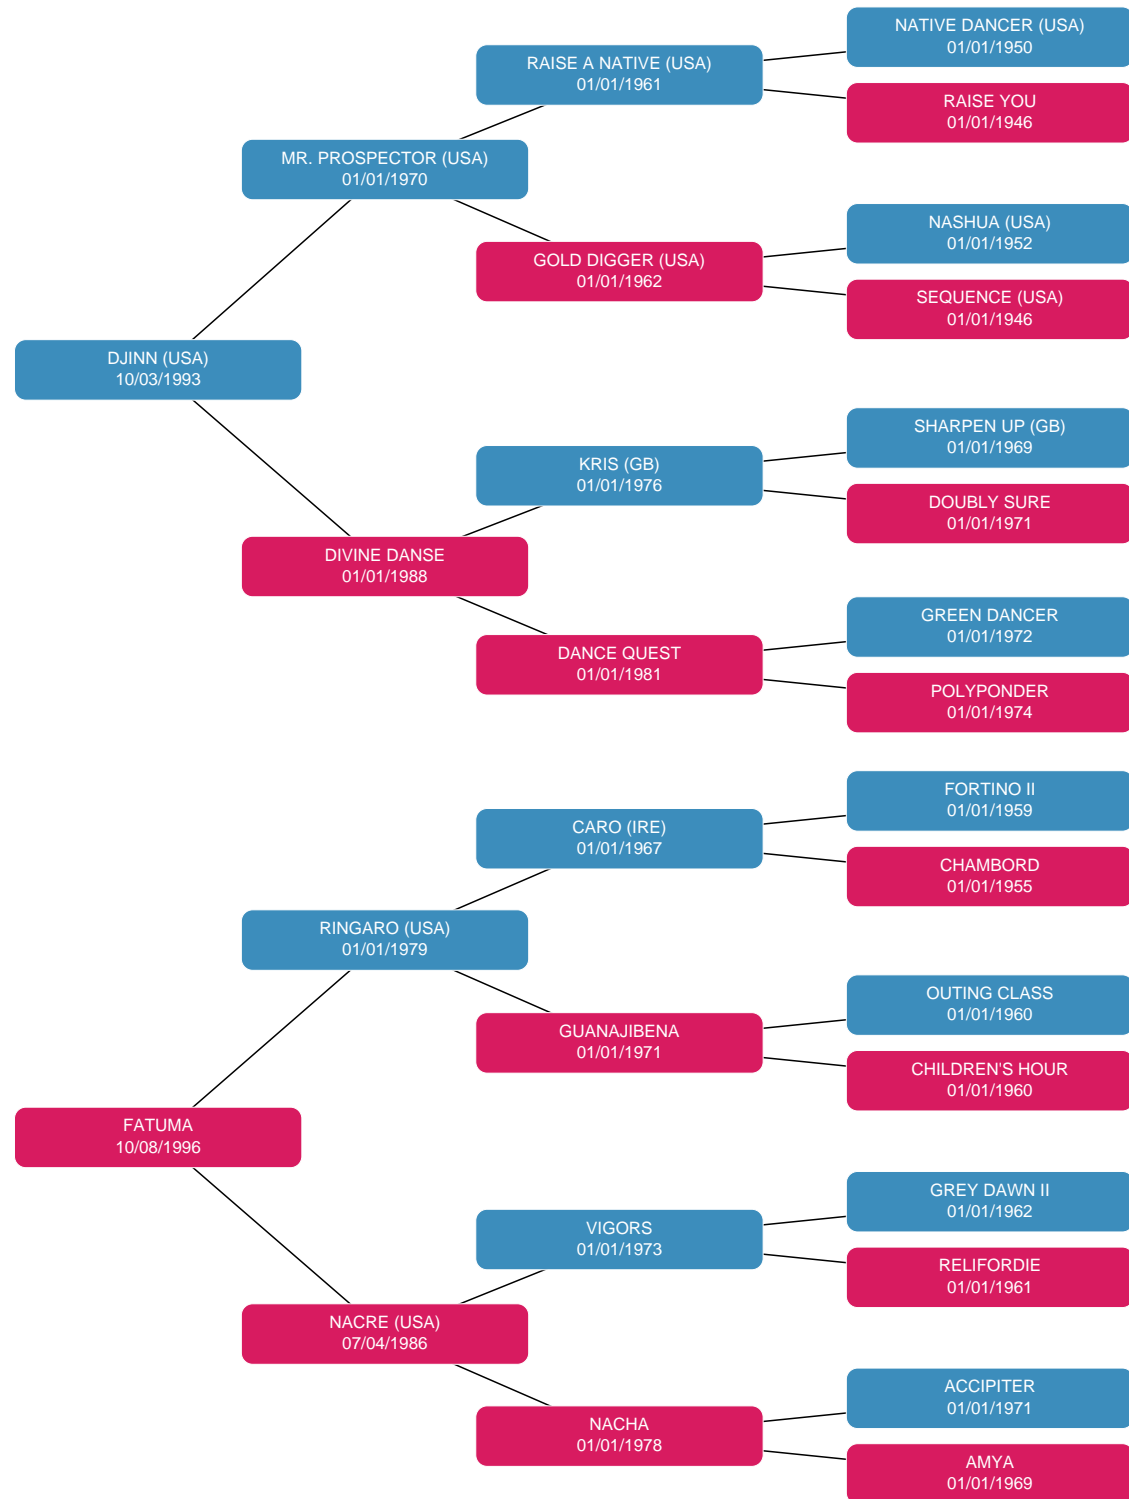 NATIVE DANCER (USA)
01/01/1950
RAISE A NATIVE (USA)
01/01/1961
RAISE YOU
01/01/1946
MR. PROSPECTOR (USA)
01/01/1970
NASHUA (USA)
01/01/1952
GOLD DIGGER (USA)
01/01/1962
SEQUENCE (USA)
01/01/1946
DJINN (USA)
10/03/1993
SHARPEN UP (GB)
01/01/1969
KRIS (GB)
01/01/1976
DOUBLY SURE
01/01/1971
DIVINE DANSE
01/01/1988
GREEN DANCER
01/01/1972
DANCE QUEST
01/01/1981
POLYPONDER
01/01/1974
FORTINO II
01/01/1959
CARO (IRE)
01/01/1967
CHAMBORD
01/01/1955
RINGARO (USA)
01/01/1979
OUTING CLASS
01/01/1960
GUANAJIBENA
01/01/1971
CHILDREN'S HOUR
01/01/1960
FATUMA
10/08/1996
GREY DAWN II
01/01/1962
VIGORS
01/01/1973
RELIFORDIE
01/01/1961
NACRE (USA)
07/04/1986
ACCIPITER
01/01/1971
NACHA
01/01/1978
AMYA
01/01/1969